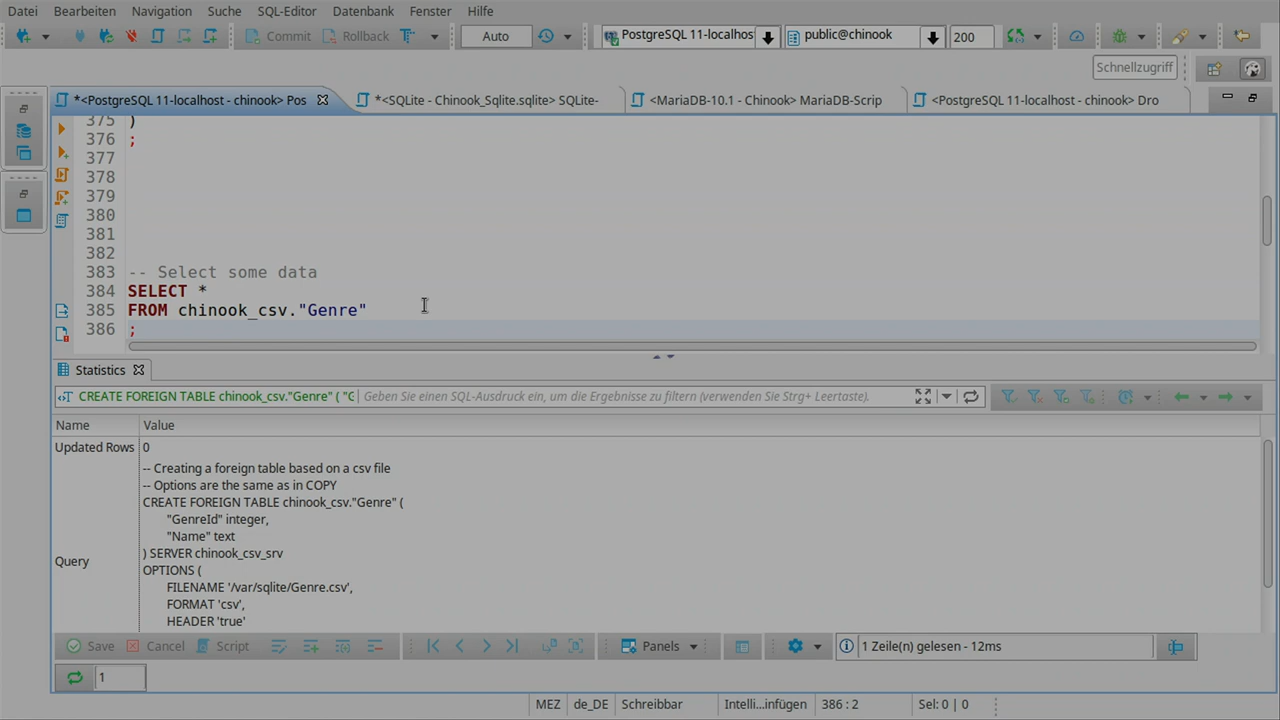 Datei Bearbeiten Navigation Suche SQL-Editor Datenbank Fenster Hilfe
Commit Rollback Auto PostgreSQL 11-localhost public@chinook 200
Schnellzugriff
*<PostgreSQL 11-localhost - chinook> Pos *<SQLite - Chinook_Sqlite.sqlite> SQLite- <MariaDB-10.1 - Chinook> MariaDB-Scrip <PostgreSQL 11-localhost - chinook> Dro
375 )
376 ;
377
378
379
380
381
382
383 -- Select some data
384 SELECT *
385 FROM chinook_csv."Genre"
386 ;
Statistics
CREATE FOREIGN TABLE chinook_csv."Genre" ( "G Geben Sie einen SQL-Ausdruck ein, um die Ergebnisse zu filtern (verwenden Sie Strg+ Leertaste).
Name Value
Updated Rows 0
-- Creating a foreign table based on a csv file
-- Options are the same as in COPY
CREATE FOREIGN TABLE chinook_csv."Genre" (
"GenreId" integer,
"Name" text
Query ) SERVER chinook_csv_srv
OPTIONS (
FILENAME '/var/sqlite/Genre.csv',
FORMAT 'csv',
HEADER 'true'
Save Cancel Script Panels 1 Zeile(n) gelesen - 12ms
1
MEZ de_DE Schreibbar Intelli...infügen 386 : 2 Sel: 0 | 0